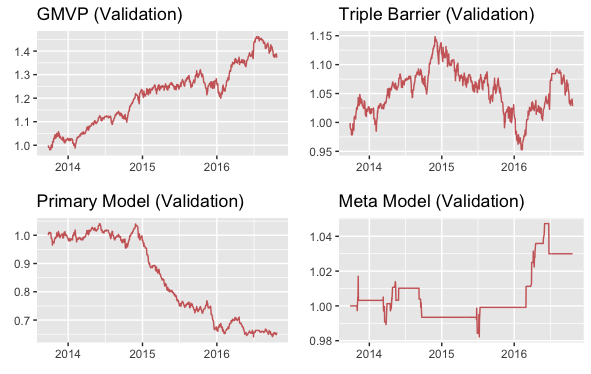 GMVP (Validation)
1.4
1.3
1.2
1.1
1.0
2014 2015 2016
Triple Barrier (Validation)
1.15
1.10
1.05
1.00
0.95
2014 2015 2016
Primary Model (Validation)
1.0
0.9
0.8
0.7
2014 2015 2016
Meta Model (Validation)
1.04
1.02
1.00
0.98
2014 2015 2016